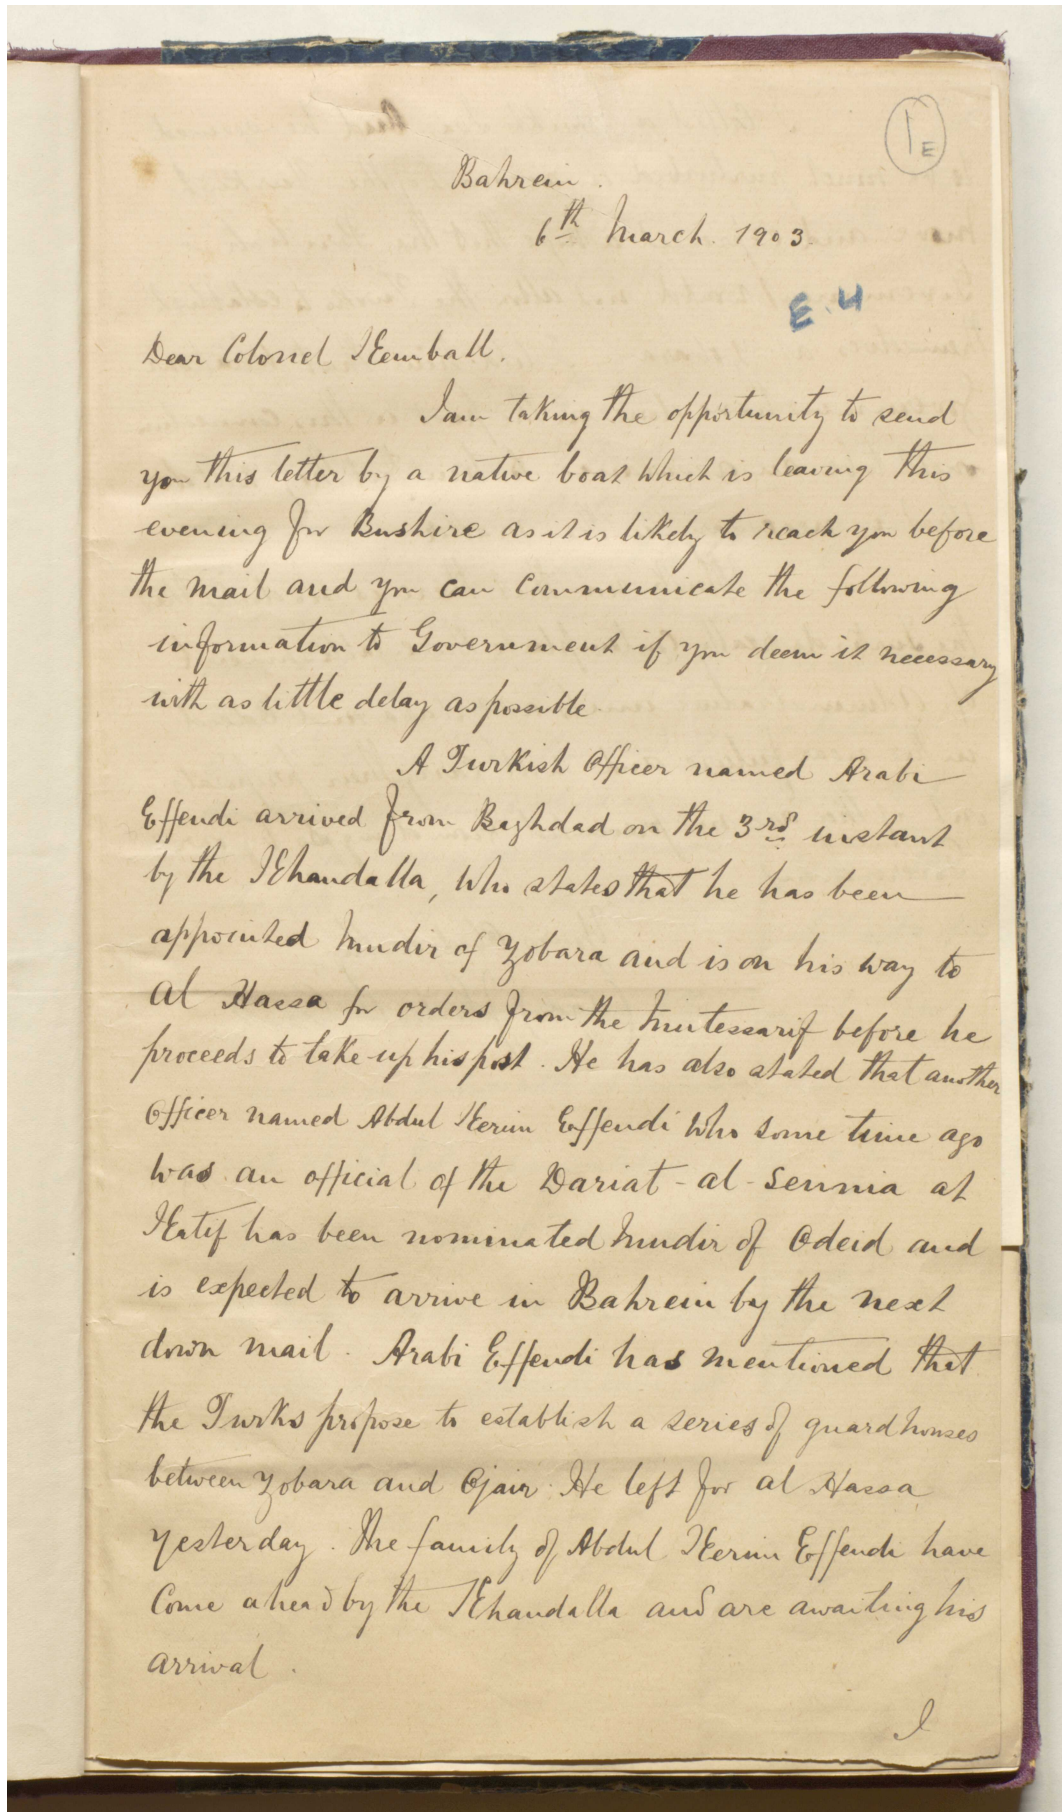 1E
Bahrein.
6th March. 1903.
E.4
Dear Colonel Kemball.
I am taking the opportunity to send
you this letter by a native boat which is leaving this
evening for Bushire as it is likely to reach you before
the mail and you can communicate the following
information to Government if you deem it necessary
with as little delay as possible.
A Turkish Officer named Arabi
Effendi arrived from Baghdad on the 3rd instant
by the Khandalla, who states that he has been
appointed Mudir of Zobara and is on his way to
Al Hassa for orders from the Mutessarif before he
proceeds to take up his post. He has also stated that another
Officer named Abdul Kerim Effendi who some time ago
was an official of the Dariat-al-Sennia at
Katif has been nominated Mudir of Odeid and
is expected to arrive in Bahrein by the next
down mail. Arabi Effendi has mentioned that
the Turks propose to establish a series of guard houses
between Zobara and Ojair. He left for al Hassa
yesterday. The family of Abdul Kerim Effendi have
come ahead by the Khandalla and are awaiting his
arrival.
I